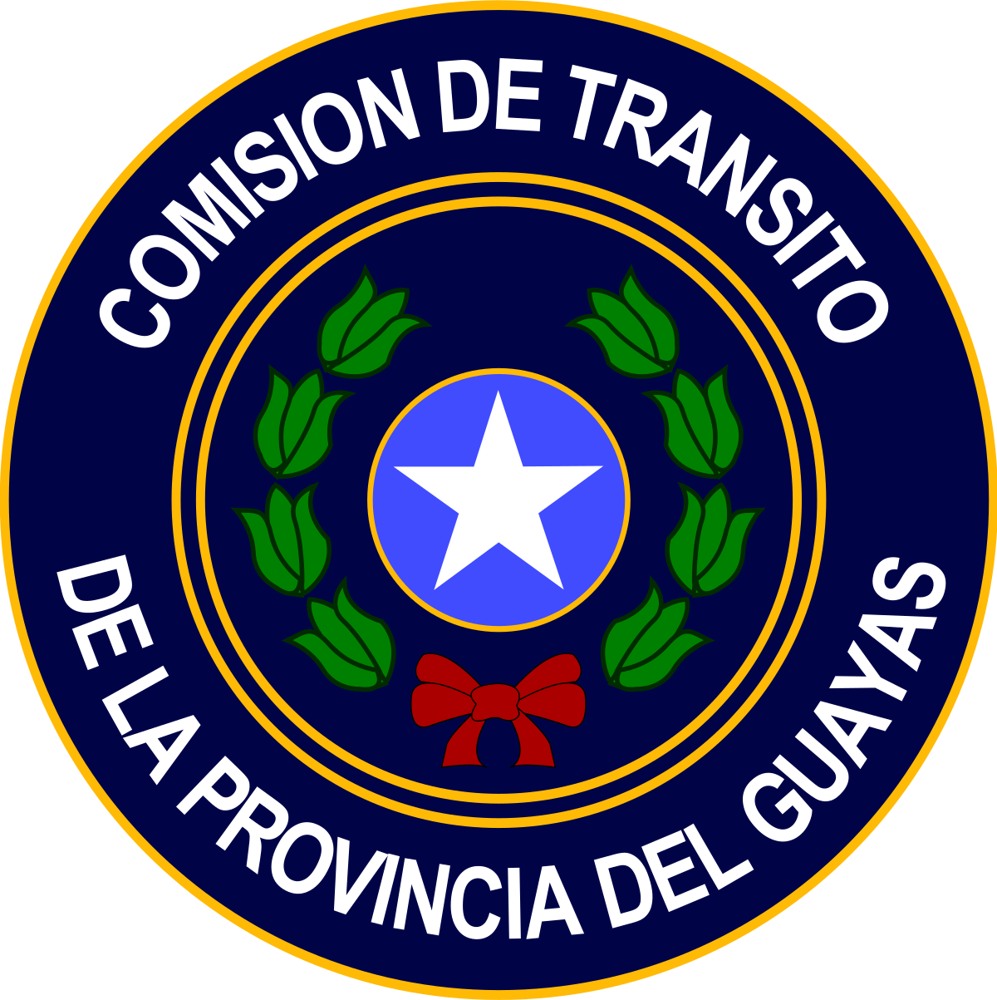 COMISION DE TRANSITO
DE LA PROVINCIA DEL GUAYAS